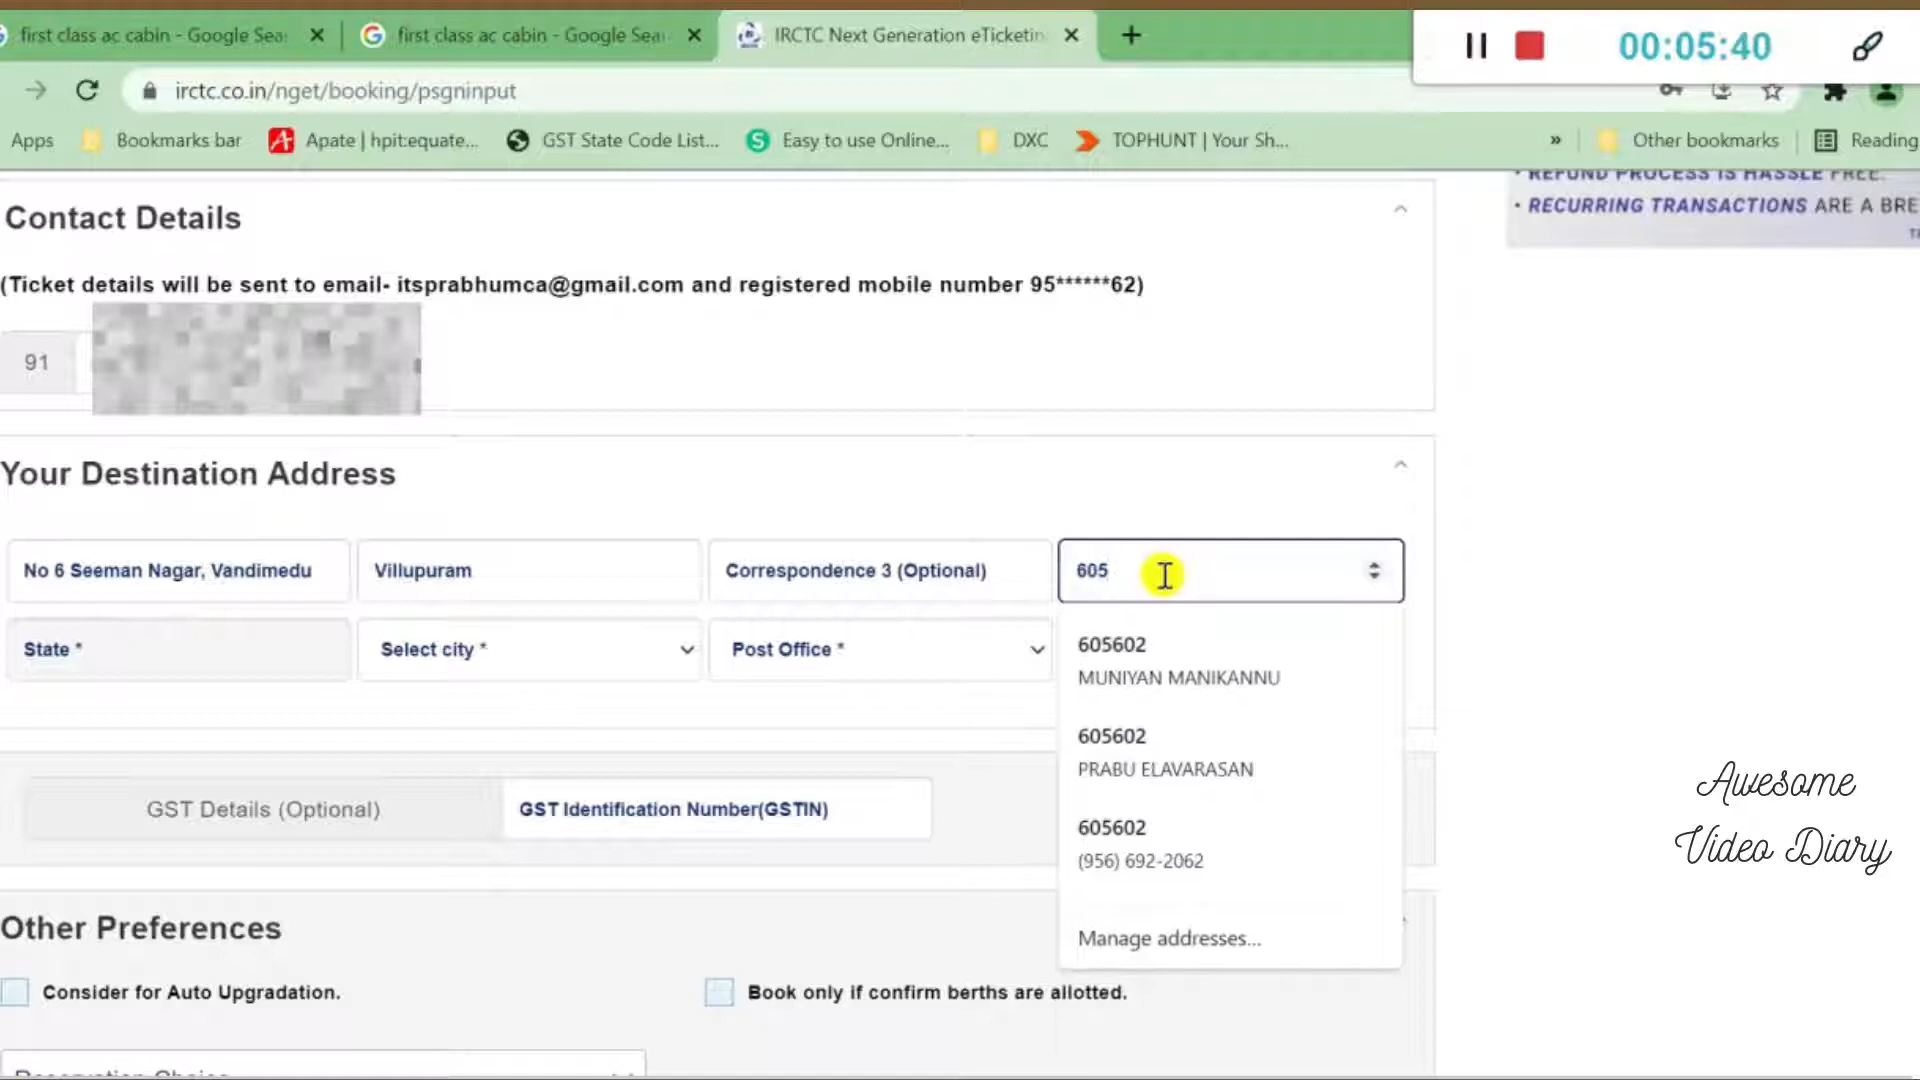 first class ac cabin - Google Sea
first class ac cabin - Google Sear
IRCTC Next Generation eTicketin
00:05:40
irctc.co.in/nget/booking/psgninput
Apps
Bookmarks bar
Apate | hpit:equate...
GST State Code List...
Easy to use Online...
DXC
TOPHUNT | Your Sh...
»
Other bookmarks
Reading
• REFUND PROCESS IS HASSLE FREE.
• RECURRING TRANSACTIONS ARE A BRE
Contact Details
(Ticket details will be sent to email- itsprabhumca@gmail.com and registered mobile number 95******62)
91
Your Destination Address
No 6 Seeman Nagar, Vandimedu
Villupuram
Correspondence 3 (Optional)
605
State *
Select city *
Post Office *
605602
MUNIYAN MANIKANNU
605602
PRABU ELAVARASAN
605602
(956) 692-2062
Manage addresses...
GST Details (Optional)
GST Identification Number(GSTIN)
Awesome
Video Diary
Other Preferences
Consider for Auto Upgradation.
Book only if confirm berths are allotted.
Reservation Choice